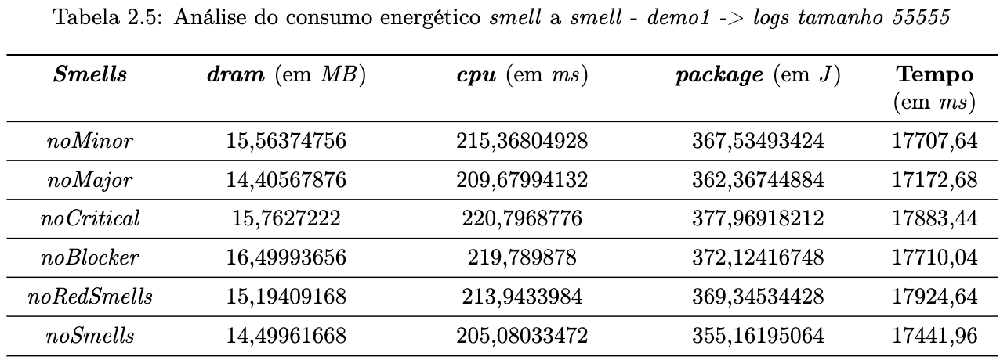 Tabela 2.5: Análise do consumo energético smell a smell - demo1 -> logs tamanho 55555
Smells dram (em MB) cpu (em ms) package (em J) Tempo
(em ms)
noMinor 15,56374756 215,36804928 367,53493424 17707,64
noMajor 14,40567876 209,67994132 362,36744884 17172,68
noCritical 15,7627222 220,7968776 377,96918212 17883,44
noBlocker 16,49993656 219,789878 372,12416748 17710,04
noRedSmells 15,19409168 213,9433984 369,34534428 17924,64
noSmells 14,49961668 205,08033472 355,16195064 17441,96